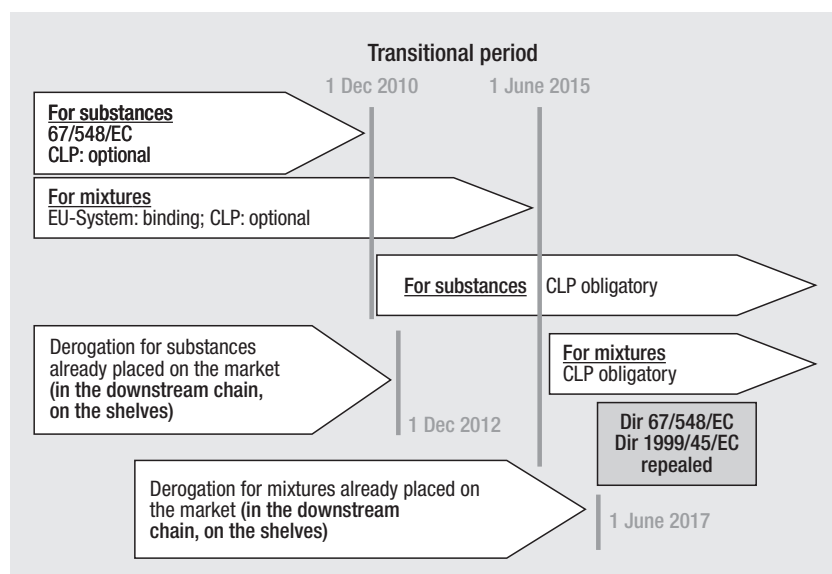 Transitional period
1 Dec 2010
1 June 2015
For substances
67/548/EC
CLP: optional
For mixtures
EU-System: binding; CLP: optional
For substances CLP obligatory
Derogation for substances
already placed on the market
(in the downstream chain,
on the shelves)
For mixtures
CLP obligatory
1 Dec 2012
Dir 67/548/EC
Dir 1999/45/EC
repealed
Derogation for mixtures already placed on
the market (in the downstream
chain, on the shelves)
1 June 2017